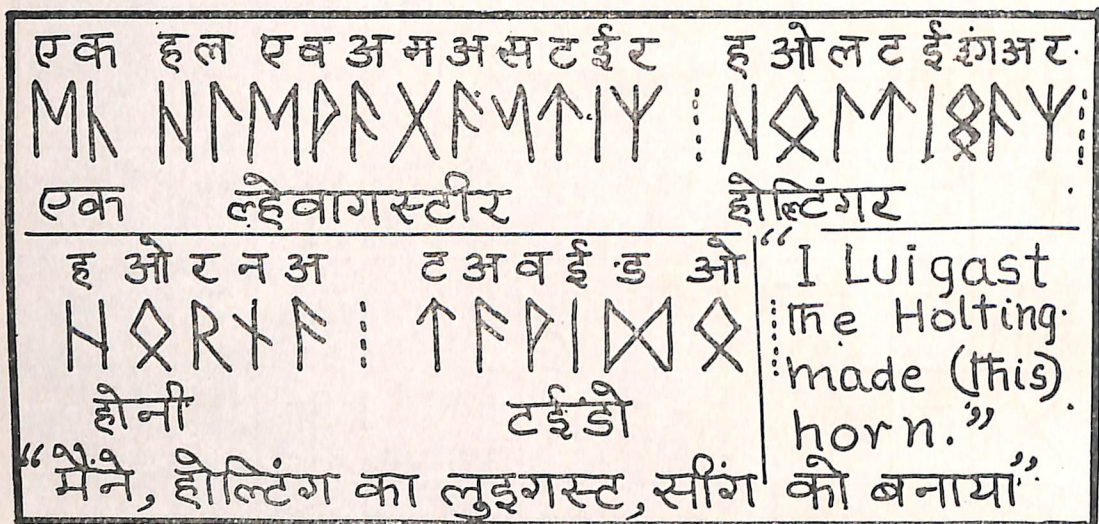 एक हल एव अ म अ स ट ई र ह ओ ल ट ई इंग अ र
ᛖᚲ ᚺᛚᛖᚹᚨᚷᚨᛊᛏᛁᛉ ⁝ ᚺᛟᛚᛏᛁᛝᚨᛉ ⁝
एक ल्हेवागस्टीर होल्टिंगर
ह ओ र न अ ट अ व ई ड ओ
ᚺᛟᚱᚾᚨ ⁝ ᛏᚨᚹᛁᛞᛟ ⁝
होनी टईडो
“I Luigast
the Holting
made (this)
horn.”
“मैंने, होल्टिंग का लुइगस्ट, सींग को बनाया”